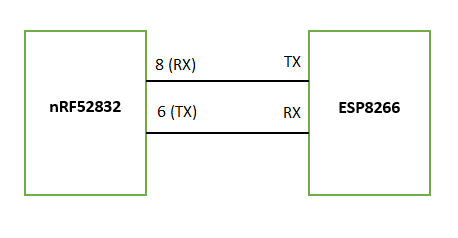 8 (RX)
TX
nRF52832
6 (TX)
RX
ESP8266